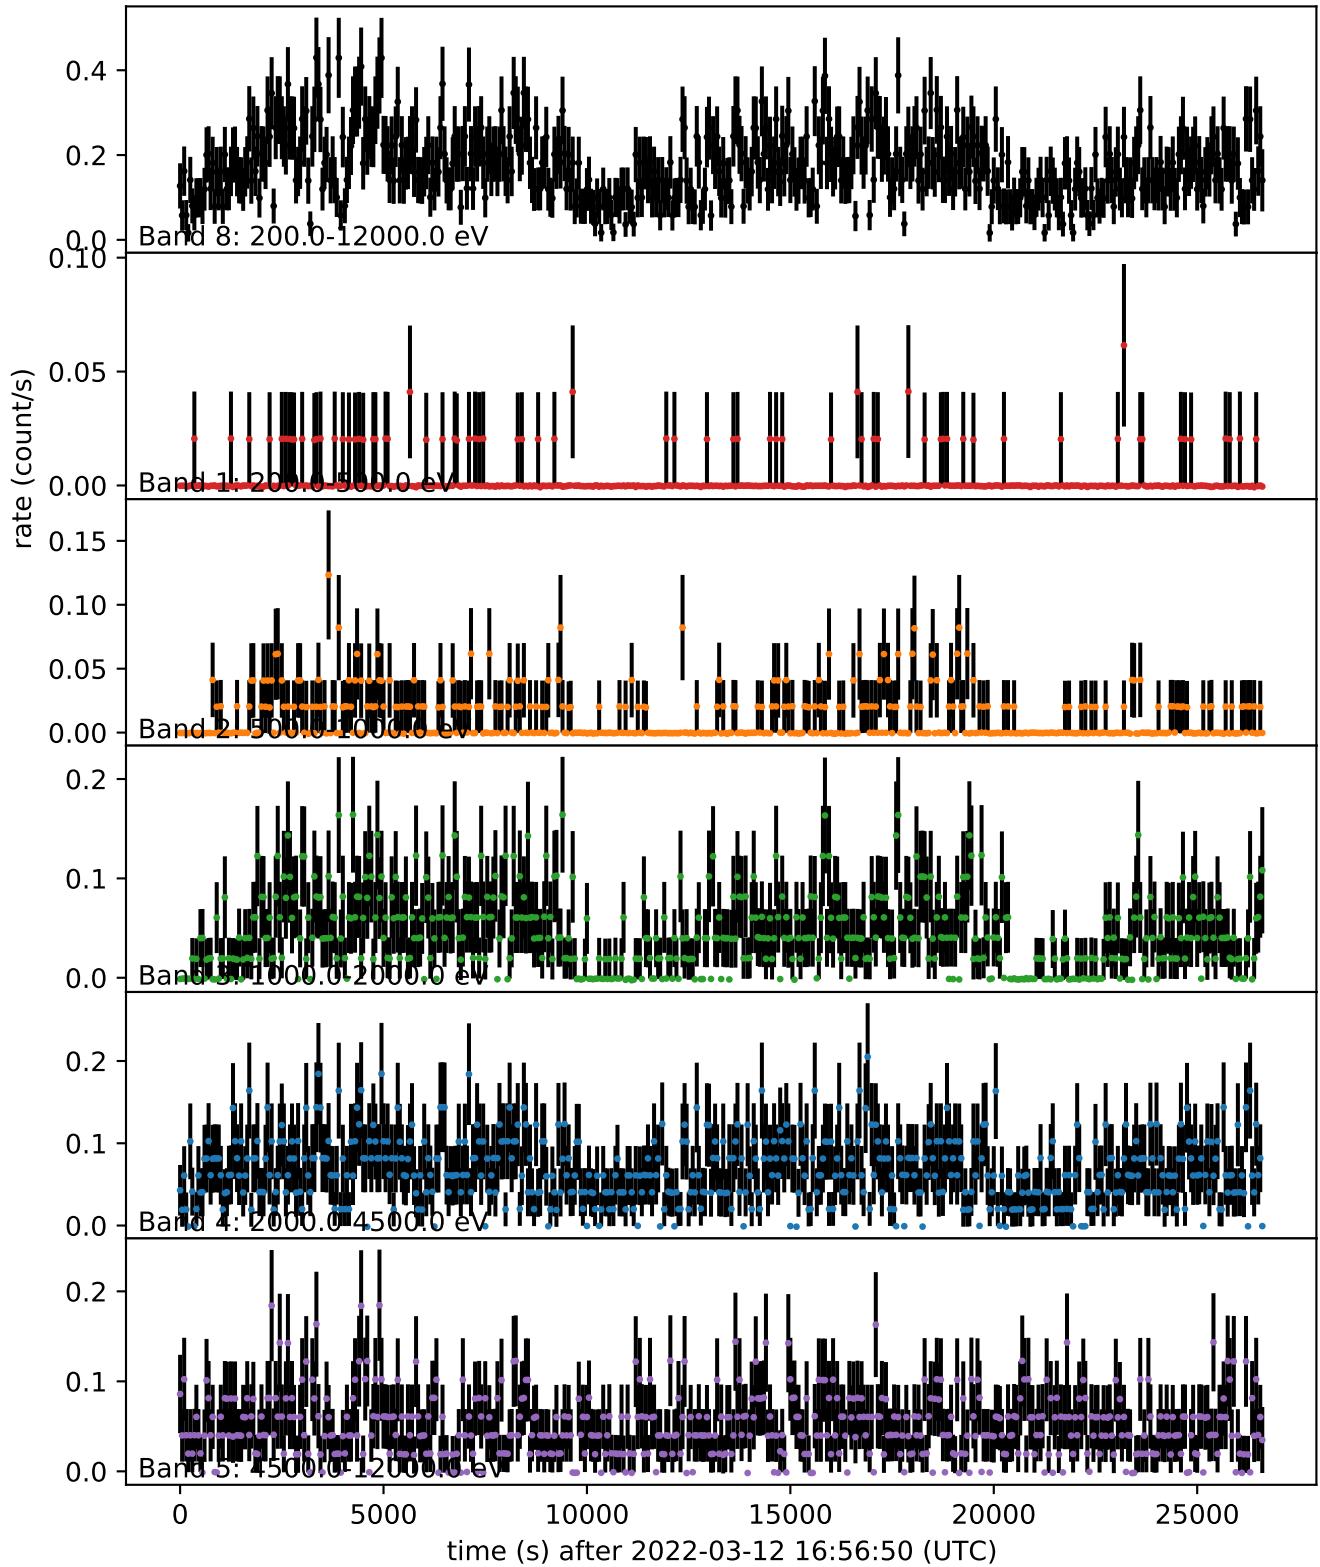 0.4
0.2
0.0
Band 8: 200.0-12000.0 eV
0.10
0.05
0.00
Band 1: 200.0-500.0 eV
rate (count/s)
0.15
0.10
0.05
0.00
Band 2: 500.0-1000.0 eV
0.2
0.1
0.0
Band 3: 1000.0-2000.0 eV
0.2
0.1
0.0
Band 4: 2000.0-4500.0 eV
0.2
0.1
0.0
Band 5: 4500.0-12000.0 eV
0 5000 10000 15000 20000 25000
time (s) after 2022-03-12 16:56:50 (UTC)